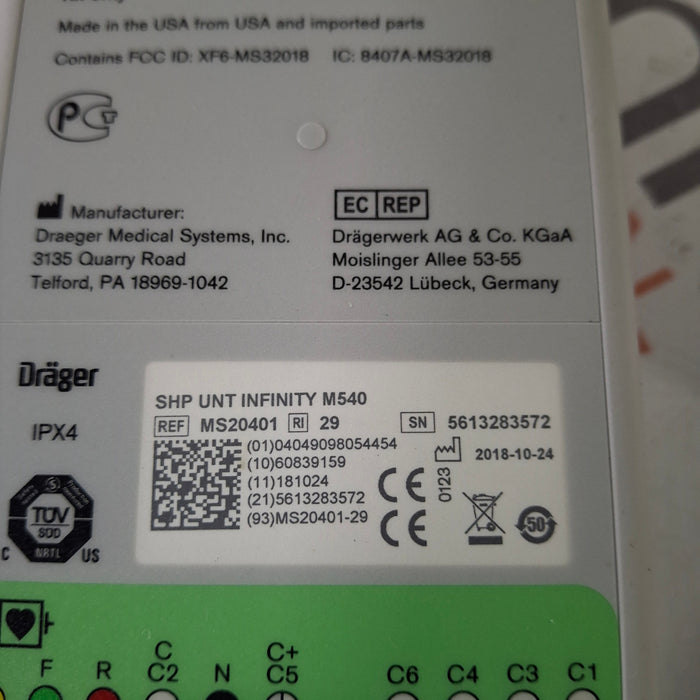 Made in the USA from USA and imported parts
Contains FCC ID: XF6-MS32018 IC: 8407A-MS32018
Manufacturer:
Draeger Medical Systems, Inc.
3135 Quarry Road
Telford, PA 18969-1042
EC REP
Drägerwerk AG & Co. KGaA
Moislinger Allee 53-55
D-23542 Lübeck, Germany
Dräger
IPX4
TÜV
SÜD
NRTL
C US
SHP UNT INFINITY M540
REF MS20401 RI 29 SN 5613283572
(01)04049098054454
(10)60839159
(11)181024
(21)5613283572
(93)MS20401-29
CE 0123
CE
2018-10-24
50
F R C N C+ C6 C4 C3 C1
C2 C5